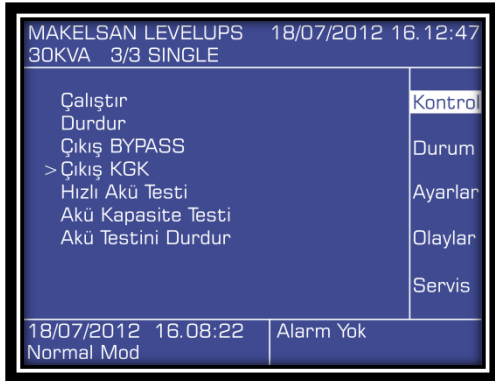 MAKELSAN LEVELUPS 18/07/2012 16.12:47
30KVA 3/3 SINGLE
Çalıştır
Durdur
Çıkış BYPASS
>Çıkış KGK
Hızlı Akü Testi
Akü Kapasite Testi
Akü Testini Durdur
Kontrol
Durum
Ayarlar
Olaylar
Servis
18/07/2012 16.08:22
Normal Mod
Alarm Yok